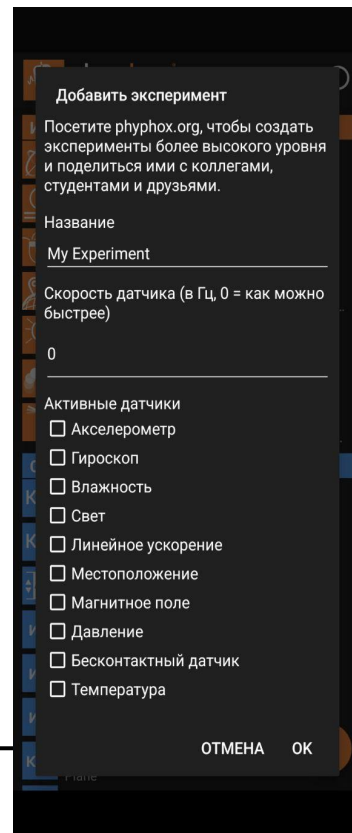 Добавить эксперимент
Посетите phyphox.org, чтобы создать
эксперименты более высокого уровня
и поделиться ими с коллегами,
студентами и друзьями.
Название
My Experiment
Скорость датчика (в Гц, 0 = как можно
быстрее)
0
Активные датчики
Акселерометр
Гироскоп
Влажность
Свет
Линейное ускорение
Местоположение
Магнитное поле
Давление
Бесконтактный датчик
Температура
ОТМЕНА OK
Plane